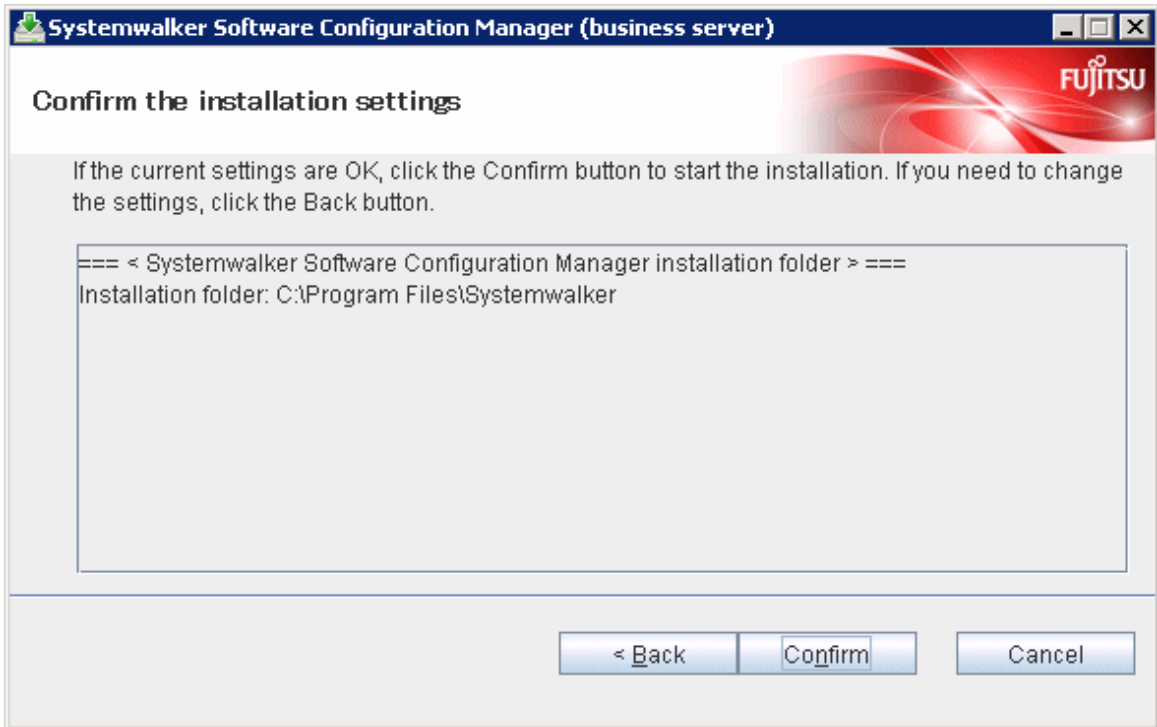 Systemwalker Software Configuration Manager (business server)
FUJITSU
Confirm the installation settings
If the current settings are OK, click the Confirm button to start the installation. If you need to change
the settings, click the Back button.
=== < Systemwalker Software Configuration Manager installation folder > ===
Installation folder: C:\Program Files\Systemwalker
< Back
Confirm
Cancel